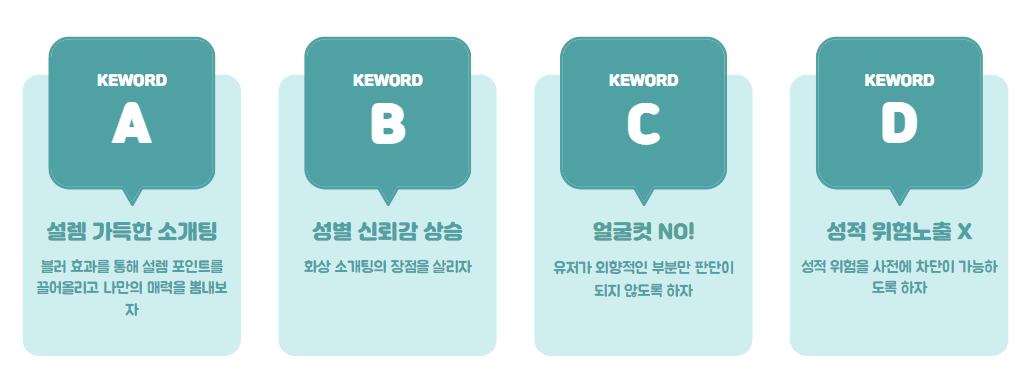 KEWORD
A
설렘 가득한 소개팅
블러 효과를 통해 설렘 포인트를
끌어올리고 나만의 매력을 뽐내보
자
KEWORD
B
성별 신뢰감 상승
화상 소개팅의 장점을 살리자
KEWORD
C
얼굴컷 NO!
유저가 외향적인 부분만 판단이
되지 않도록 하자
KEWORD
D
성적 위험노출 X
성적 위험을 사전에 차단이 가능하
도록 하자